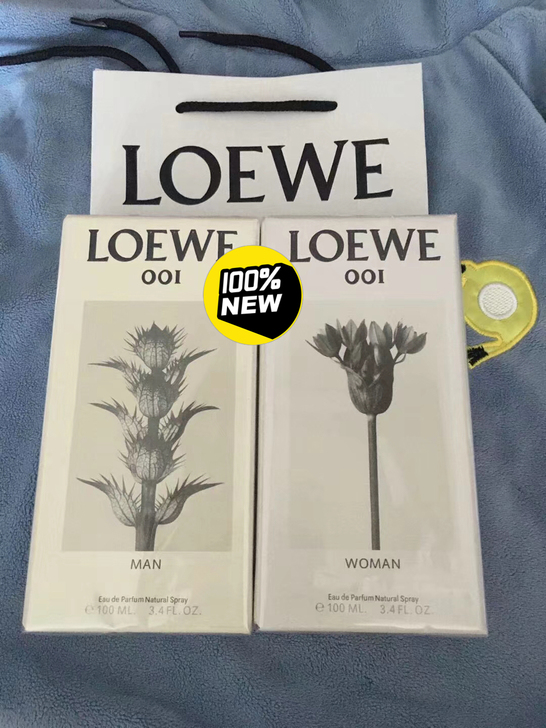 LOEWE
LOEWE
001
MAN
Eau de Parfum Natural Spray
℮ 100 ML. 3.4 FL. OZ.
100%
NEW
LOEWE
001
WOMAN
Eau de Parfum Natural Spray
℮ 100 ML. 3.4 FL. OZ.